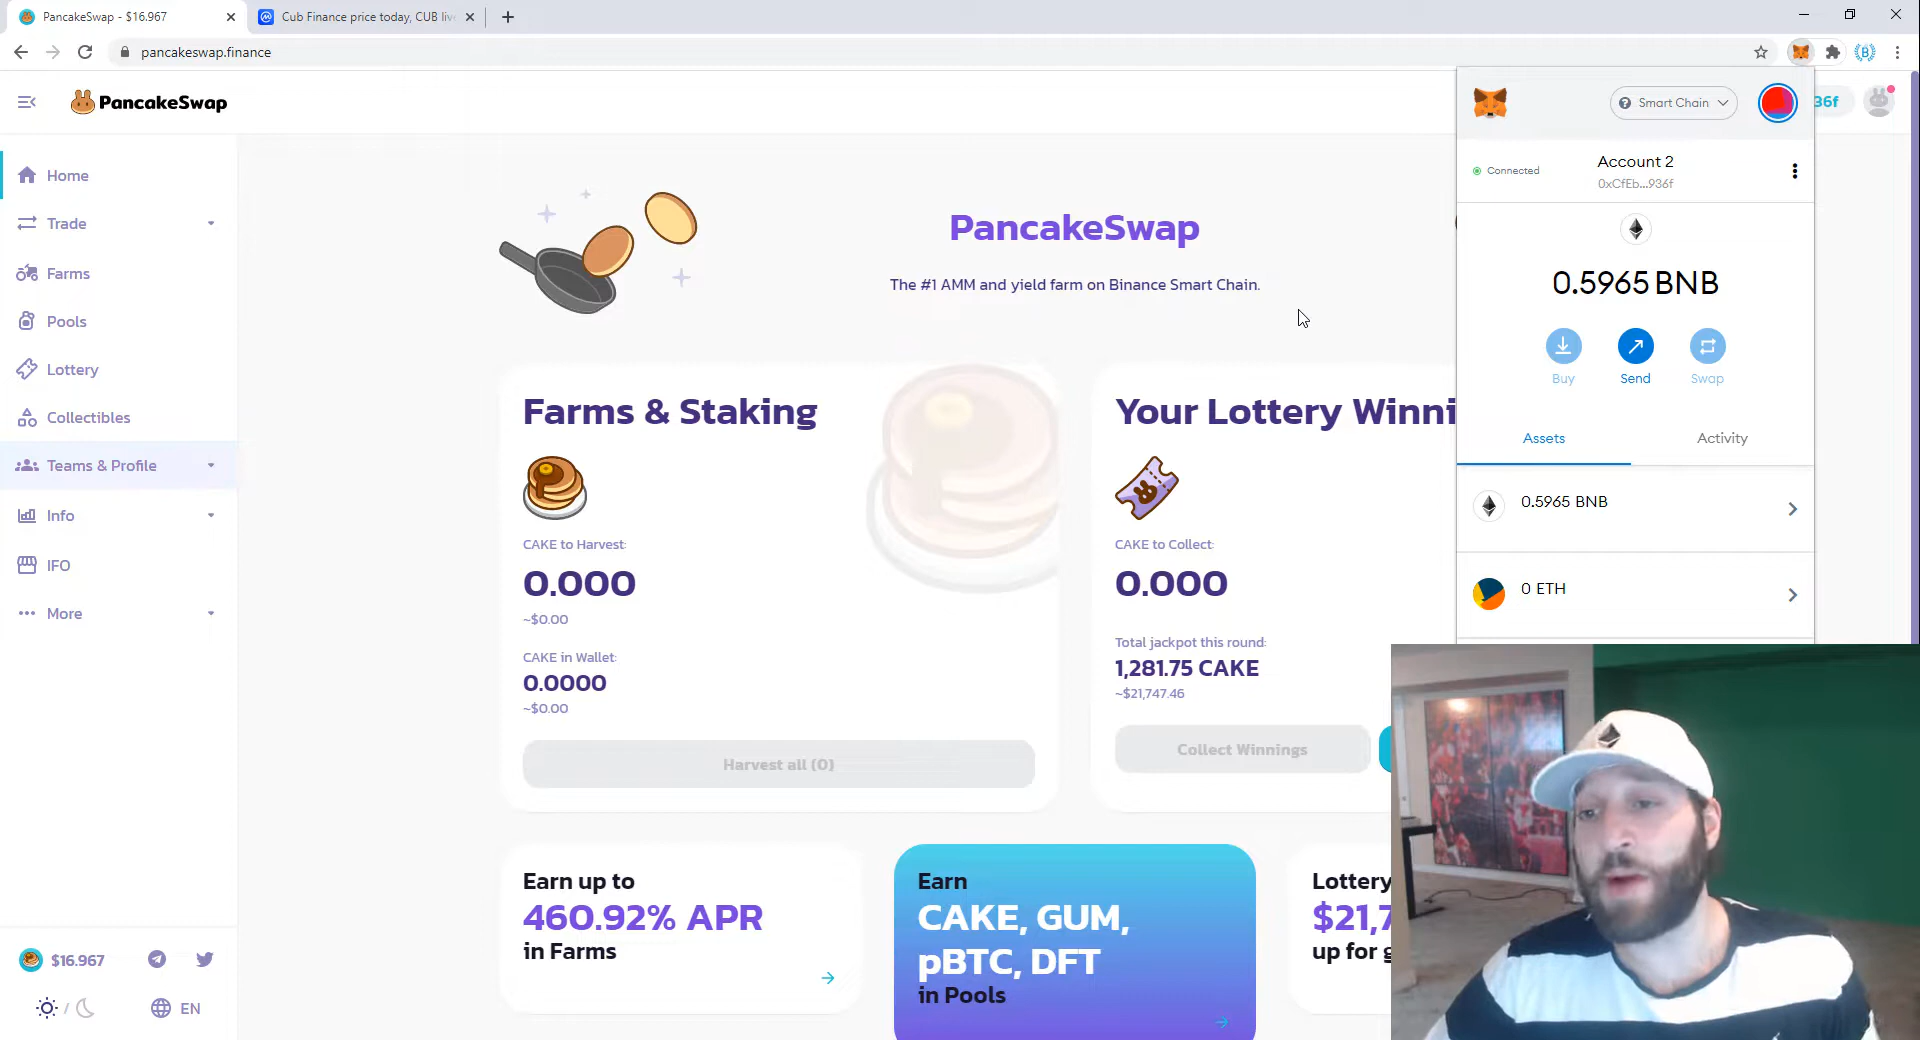 PancakeSwap - $16.967
Cub Finance price today, CUB live
pancakeswap.finance
PancakeSwap
36f
Home
Trade
Farms
Pools
Lottery
Collectibles
Teams & Profile
Info
IFO
More
$16.967
/
EN
PancakeSwap
The #1 AMM and yield farm on Binance Smart Chain.
Farms & Staking
CAKE to Harvest:
0.000
~$0.00
CAKE in Wallet:
0.0000
~$0.00
Harvest all (0)
Your Lottery Winni
CAKE to Collect:
0.000
Total jackpot this round:
1,281.75 CAKE
~$21,747.46
Collect Winnings
Earn up to
460.92% APR
in Farms
Earn
CAKE, GUM,
pBTC, DFT
in Pools
Lottery
$21,7
up for g
Smart Chain
Connected
Account 2
0xCfEb...936f
0.5965 BNB
Buy
Send
Swap
Assets
Activity
0.5965 BNB
0 ETH